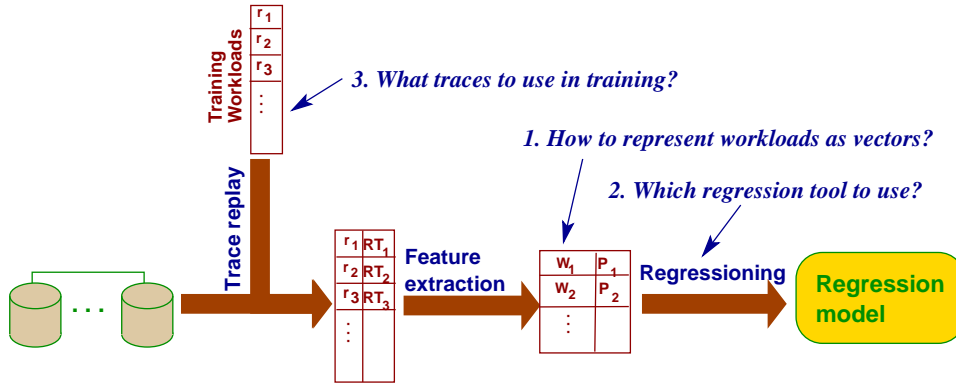 r1
r2
r3
⋮
Training
Workloads
3. What traces to use in training?
1. How to represent workloads as vectors?
2. Which regression tool to use?
Trace replay
r1 RT1
r2 RT2
r3 RT3
⋮
Feature
extraction
W1 P1
W2 P2
⋮
Regressioning
Regression
model
. . .